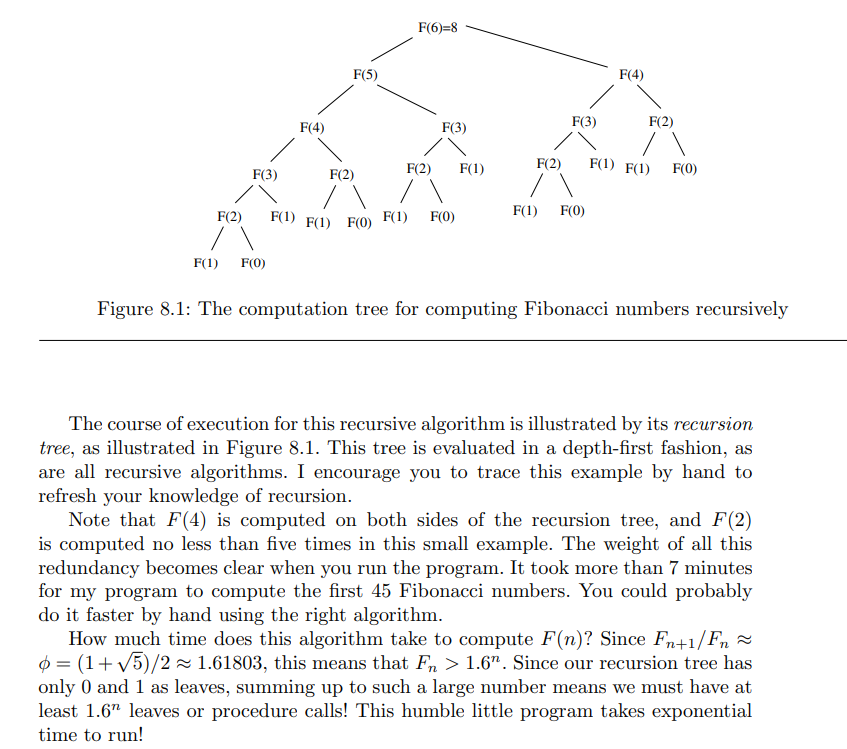 F(6)=8
F(5) F(4)
F(4) F(3) F(3) F(2)
F(3) F(2) F(2) F(1) F(2) F(1) F(1) F(0)
F(2) F(1) F(1) F(0) F(1) F(0) F(1) F(0)
F(1) F(0)
Figure 8.1: The computation tree for computing Fibonacci numbers recursively
The course of execution for this recursive algorithm is illustrated by its recursion
tree, as illustrated in Figure 8.1. This tree is evaluated in a depth-first fashion, as
are all recursive algorithms. I encourage you to trace this example by hand to
refresh your knowledge of recursion.
Note that F(4) is computed on both sides of the recursion tree, and F(2)
is computed no less than five times in this small example. The weight of all this
redundancy becomes clear when you run the program. It took more than 7 minutes
for my program to compute the first 45 Fibonacci numbers. You could probably
do it faster by hand using the right algorithm.
How much time does this algorithm take to compute F(n)? Since Fₙ₊₁/Fₙ ≈
ϕ = (1+√5)/2 ≈ 1.61803, this means that Fₙ > 1.6ⁿ. Since our recursion tree has
only 0 and 1 as leaves, summing up to such a large number means we must have at
least 1.6ⁿ leaves or procedure calls! This humble little program takes exponential
time to run!